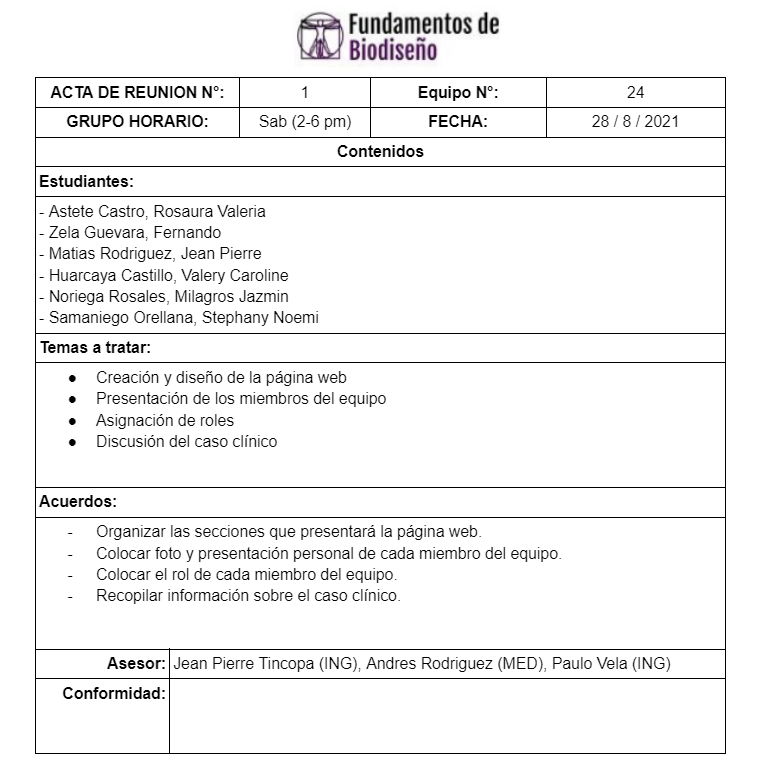 Fundamentos de
Biodiseño
ACTA DE REUNION N°: 1 Equipo N°: 24
GRUPO HORARIO: Sab (2-6 pm) FECHA: 28 / 8 / 2021
Contenidos
Estudiantes:
- Astete Castro, Rosaura Valeria
- Zela Guevara, Fernando
- Matias Rodriguez, Jean Pierre
- Huarcaya Castillo, Valery Caroline
- Noriega Rosales, Milagros Jazmin
- Samaniego Orellana, Stephany Noemi
Temas a tratar:
● Creación y diseño de la página web
● Presentación de los miembros del equipo
● Asignación de roles
● Discusión del caso clínico
Acuerdos:
- Organizar las secciones que presentará la página web.
- Colocar foto y presentación personal de cada miembro del equipo.
- Colocar el rol de cada miembro del equipo.
- Recopilar información sobre el caso clínico.
Asesor: Jean Pierre Tincopa (ING), Andres Rodriguez (MED), Paulo Vela (ING)
Conformidad: